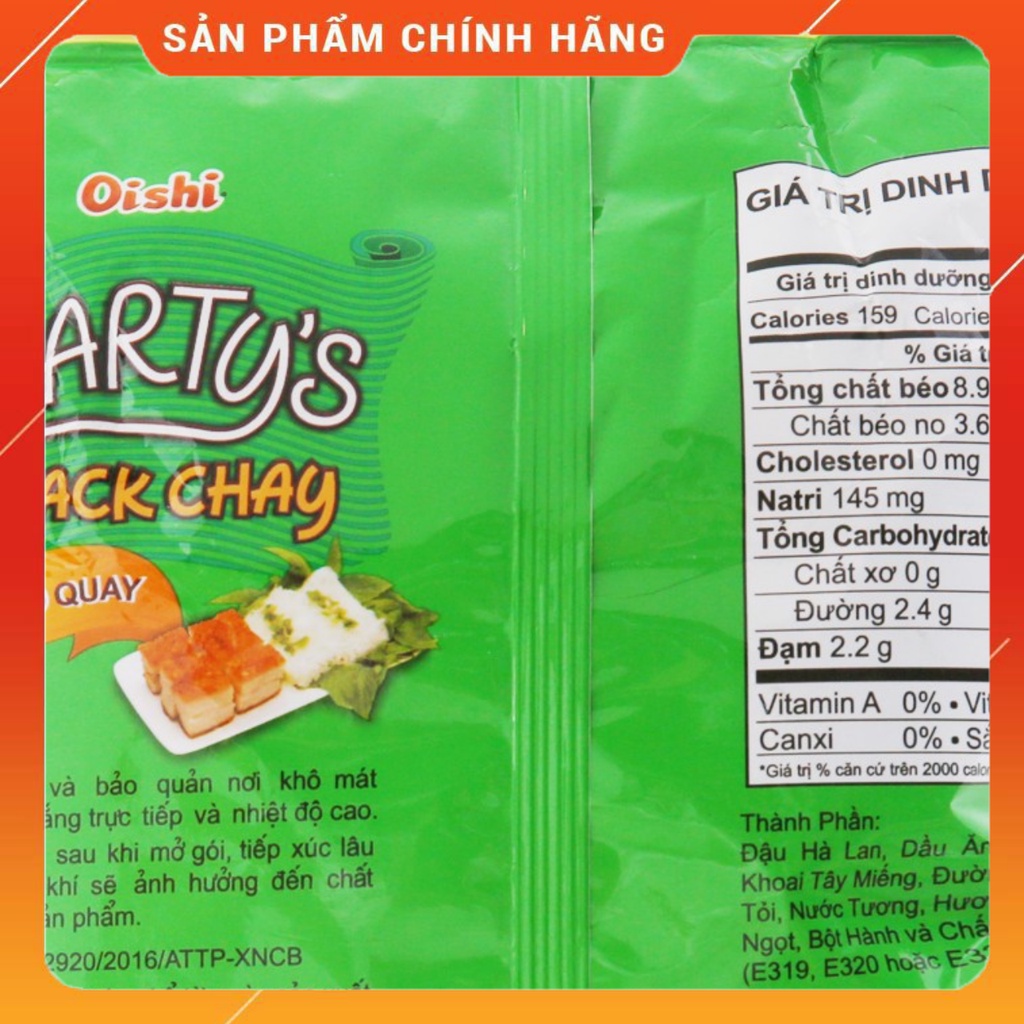 SẢN PHẨM CHÍNH HÃNG
Oishi
ARTY'S
ACK CHAY
QUAY
và bảo quản nơi khô mát
trực tiếp và nhiệt độ cao.
sau khi mở gói, tiếp xúc lâu
khí sẽ ảnh hưởng đến chất
phẩm.
2920/2016/ATTP-XNCB
GIÁ TRỊ DINH
Giá trị dinh dưỡng
Calories 159 Calorie
% Giá
Tổng chất béo 8.9
Chất béo no 3.6
Cholesterol 0 mg
Natri 145 mg
Tổng Carbohydrat
Chất xơ 0 g
Đường 2.4 g
Đạm 2.2 g
Vitamin A 0% • Vi
Canxi 0% •
*Giá trị % căn cứ trên 2000 calo
Thành Phần:
Đậu Hà Lan, Dầu Ăn
Khoai Tây Miếng, Đườ
Tỏi, Nước Tương, Hươ
Ngọt, Bột Hành và Chấ
(E319, E320 hoặc